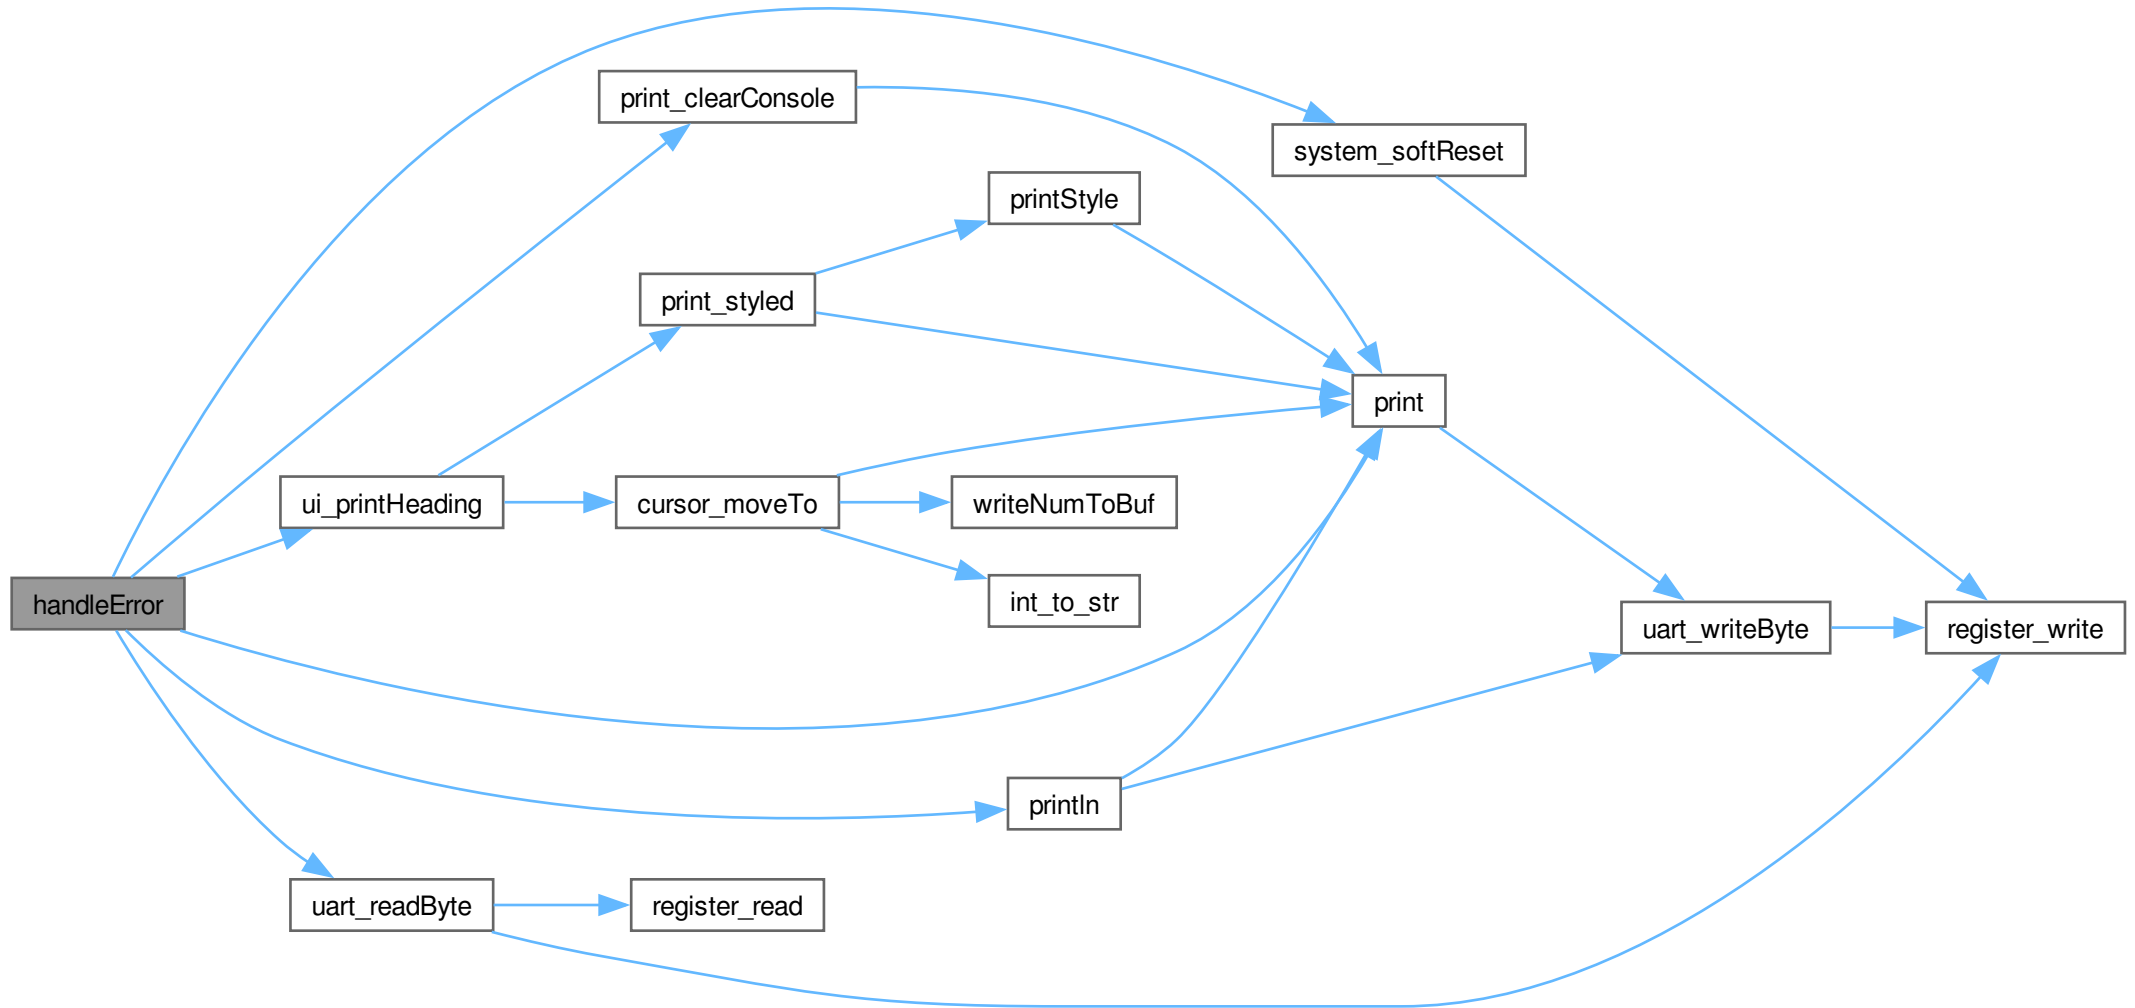 print_clearConsole
system_softReset
printStyle
print_styled
print
ui_printHeading
cursor_moveTo
writeNumToBuf
handleError
int_to_str
uart_writeByte
register_write
println
uart_readByte
register_read